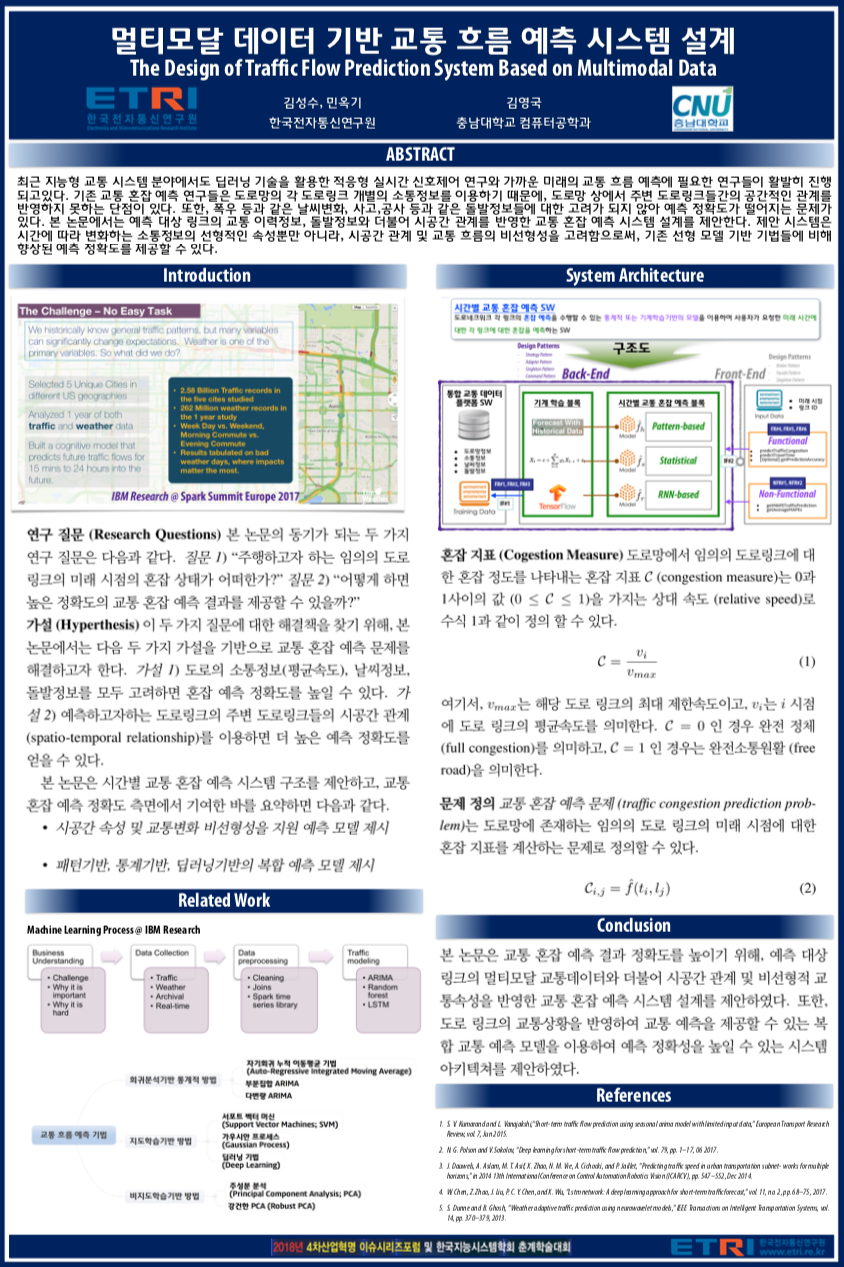 멀티모달 데이터 기반 교통 흐름 예측 시스템 설계
The Design of Traffic Flow Prediction System Based on Multimodal Data
ETRI
한국전자통신연구원
김성수, 민옥기
한국전자통신연구원
김영국
충남대학교 컴퓨터공학과
CNU
충남대학교
ABSTRACT
최근 지능형 교통 시스템 분야에서도 딥러닝 기술을 활용한 적응형 실시간 신호제어 연구와 가까운 미래의 교통 흐름 예측에 필요한 연구들이 활발히 진행
되고있다. 기존 교통 혼잡 예측 연구들은 도로망의 각 도로링크 개별의 소통정보를 이용하기 때문에, 도로망 상에서 주변 도로링크들간의 공간적인 관계를
반영하지 못하는 단점이 있다. 또한, 폭우 등과 같은 날씨변화, 사고,공사 등과 같은 돌발정보들에 대한 고려가 되지 않아 예측 정확도가 떨어지는 문제가
있다. 본 논문에서는 예측 대상 링크의 교통 이력정보, 돌발정보와 더불어 시공간 관계를 반영한 교통 혼잡 예측 시스템 설계를 제안한다. 제안 시스템은
시간에 따라 변화하는 소통정보의 선형적인 속성뿐만 아니라, 시공간 관계 및 교통 흐름의 비선형성을 고려함으로써, 기존 선형 모델 기반 기법들에 비해
향상된 예측 정확도를 제공할 수 있다.
Introduction
The Challenge – No Easy Task
We historically know general traffic patterns, but many variables
can significantly change expectations. Weather is one of the
primary variables. So what did we do?
Selected 5 Unique Cities in
different US geographies
Analyzed 1 year of both
traffic and weather data
Built a cognitive model that
predicts future traffic flows for
15 mins to 24 hours into the
future.
• 2.58 Billion Traffic records in
the five cites studied
• 262 Million weather records in
the 1 year study
• Week Day vs. Weekend,
Morning Commute vs.
Evening Commute
• Results tabulated on bad
weather days, where impacts
matter the most.
IBM Research @ Spark Summit Europe 2017
연구 질문 (Research Questions) 본 논문의 동기가 되는 두 가지
연구 질문은 다음과 같다. 질문 1) “주행하고자 하는 임의의 도로
링크의 미래 시점의 혼잡 상태가 어떠한가?” 질문 2) “어떻게 하면
높은 정확도의 교통 혼잡 예측 결과를 제공할 수 있을까?”
가설 (Hyperthesis) 이 두 가지 질문에 대한 해결책을 찾기 위해, 본
논문에서는 다음 두 가지 가설을 기반으로 교통 혼잡 예측 문제를
해결하고자 한다. 가설 1) 도로의 소통정보(평균속도), 날씨정보,
돌발정보를 모두 고려하면 혼잡 예측 정확도를 높일 수 있다. 가
설 2) 예측하고자하는 도로링크의 주변 도로링크들의 시공간 관계
(spatio-temporal relationship)를 이용하면 더 높은 예측 정확도를
얻을 수 있다.
본 논문은 시간별 교통 혼잡 예측 시스템 구조를 제안하고, 교통
혼잡 예측 정확도 측면에서 기여한 바를 요약하면 다음과 같다.
• 시공간 속성 및 교통변화 비선형성을 지원 예측 모델 제시
• 패턴기반, 통계기반, 딥러닝기반의 복합 예측 모델 제시
Related Work
Machine Learning Process @ IBM Research
Business
Understanding
• Challenge
• Why it is
important
• Why it is
hard
Data Collection
• Traffic
• Weather
• Archival
• Real-time
Data
preprocessing
• Cleaning
• Joins
• Spark time
series library
Traffic
modeling
• ARIMA
• Random
forest
• LSTM
교통 흐름 예측 기법
회귀분석기반 통계적 방법
자기회귀 누적 이동평균 기법
(Auto-Regressive Integrated Moving Average)
부분집합 ARIMA
다변량 ARIMA
지도학습기반 방법
서포트 벡터 머신
(Support Vector Machines; SVM)
가우시안 프로세스
(Gaussian Process)
딥러닝 기법
(Deep Learning)
비지도학습기반 방법
주성분 분석
(Principal Component Analysis; PCA)
강건한 PCA (Robust PCA)
System Architecture
시간별 교통 혼잡 예측 SW
도로네크워크 각 링크의 혼잡 예측을 수행할 수 있는 통계적 또는 기계학습기반의 모델을 이용하여 사용자가 요청한 미래 시간에
대한 각 링크에 대한 혼잡을 예측하는 SW
구조도
Design Patterns
Strategy Pattern
Adapter Pattern
Singleton Pattern
Command Pattern
Back-End
Front-End
Design Patterns
Singleton Pattern
통합 교통 데이터
플랫폼 SW
• 도로망정보
• 소통정보
• 날씨정보
• 돌발정보
Training Data
FR#1, FR#2, FR#3
기계 학습 블록
Forecast With
Historical Data
TensorFlow
시간별 교통 혼잡 예측 블록
Model
Pattern-based
Model
Statistical
Model
RNN-based
• 미래 시점
• 링크 ID
Input Data
FR#4, FR#5, FR#6
Functional
predictTrafficCongestion
predictTravelTime
[Optional] getPredictionAccuracy
NFR#1, NFR#2
Non-Functional
getMAPETrafficPrediction
혼잡 지표 (Cogestion Measure) 도로망에서 임의의 도로링크에 대
한 혼잡 정도를 나타내는 혼잡 지표 C (congestion measure)는 0과
1사이의 값 (0 ≤ C ≤ 1)을 가지는 상대 속도 (relative speed)로
수식 1과 같이 정의 할 수 있다.
C = v_i / v_max (1)
여기서, v_max는 해당 도로 링크의 최대 제한속도이고, v_i는 i 시점
에 도로 링크의 평균속도를 의미한다. C = 0 인 경우 완전 정체
(full congestion)를 의미하고, C = 1 인 경우는 완전소통원활 (free
road)을 의미한다.
문제 정의 교통 혼잡 예측 문제 (traffic congestion prediction prob-
lem)는 도로망에 존재하는 임의의 도로 링크의 미래 시점에 대한
혼잡 지표를 계산하는 문제로 정의할 수 있다.
C_{i,j} = f̂(t_i, l_j) (2)
Conclusion
본 논문은 교통 혼잡 예측 결과 정확도를 높이기 위해, 예측 대상
링크의 멀티모달 교통데이터와 더불어 시공간 관계 및 비선형적 교
통속성을 반영한 교통 혼잡 예측 시스템 설계를 제안하였다. 또한,
도로 링크의 교통상황을 반영하여 교통 예측을 제공할 수 있는 복
합 교통 예측 모델을 이용하여 예측 정확성을 높일 수 있는 시스템
아키텍쳐를 제안하였다.
References
1. S. V. Kumar and and L. Vanajakshi, "Short-term traffic flow prediction using seasonal arima model with limited input data," European Transport Research
Review, vol. 7, Jun 2015.
2. N. G. Polson and V. Sokolov, "Deep learning for short-term traffic flow prediction," vol. 79, pp. 1–17, 06 2017.
3. J. Dauwels, A. Aslam, M. T. Asif, X. Zhao, N. M. Vie, A. Cichocki, and P. Jaillet, "Predicting traffic speed in urban transportation subnet- works for multiple
horizons," in 2014 13th International Conference on Control Automation Robotics Vision (ICARCV), pp. 547–552, Dec 2014.
4. W. Chen, Z. Zhao, J. Liu, P. C. Y. Chen, and X. Wu, "Lstm network: A deep learning approach for short-term traffic forecast," vol. 11, no. 2, pp. 68–75, 2017.
5. S. Dunne and B. Ghosh, "Weather adaptive traffic prediction using neurowavelet models," IEEE Transactions on Intelligent Transportation Systems, vol.
14, pp. 370–379, 2013.
2018년 4차산업혁명 이슈시리즈포럼 및 한국지능시스템학회 춘계학술대회
ETRI 한국전자통신연구원
www.etri.re.kr